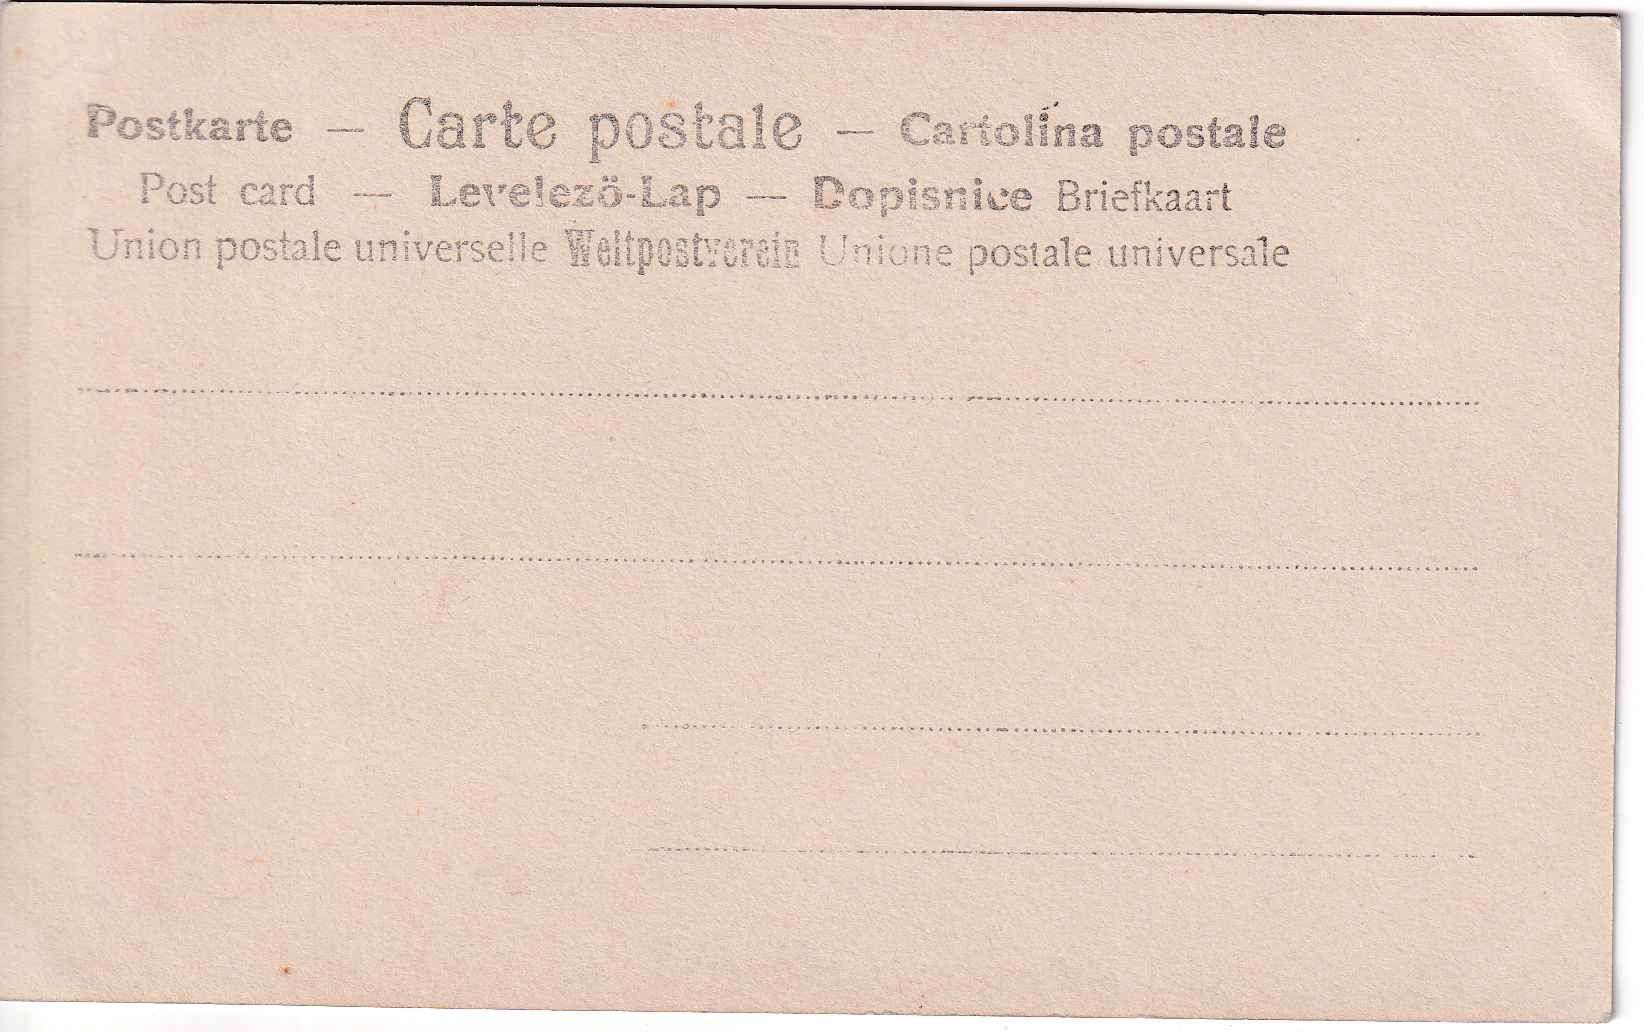 Postkarte — Carte postale — Cartolina postale
Post card — Levelezö-Lap — Dopisnice Briefkaart
Union postale universelle Weltpostverein Unione postale universale